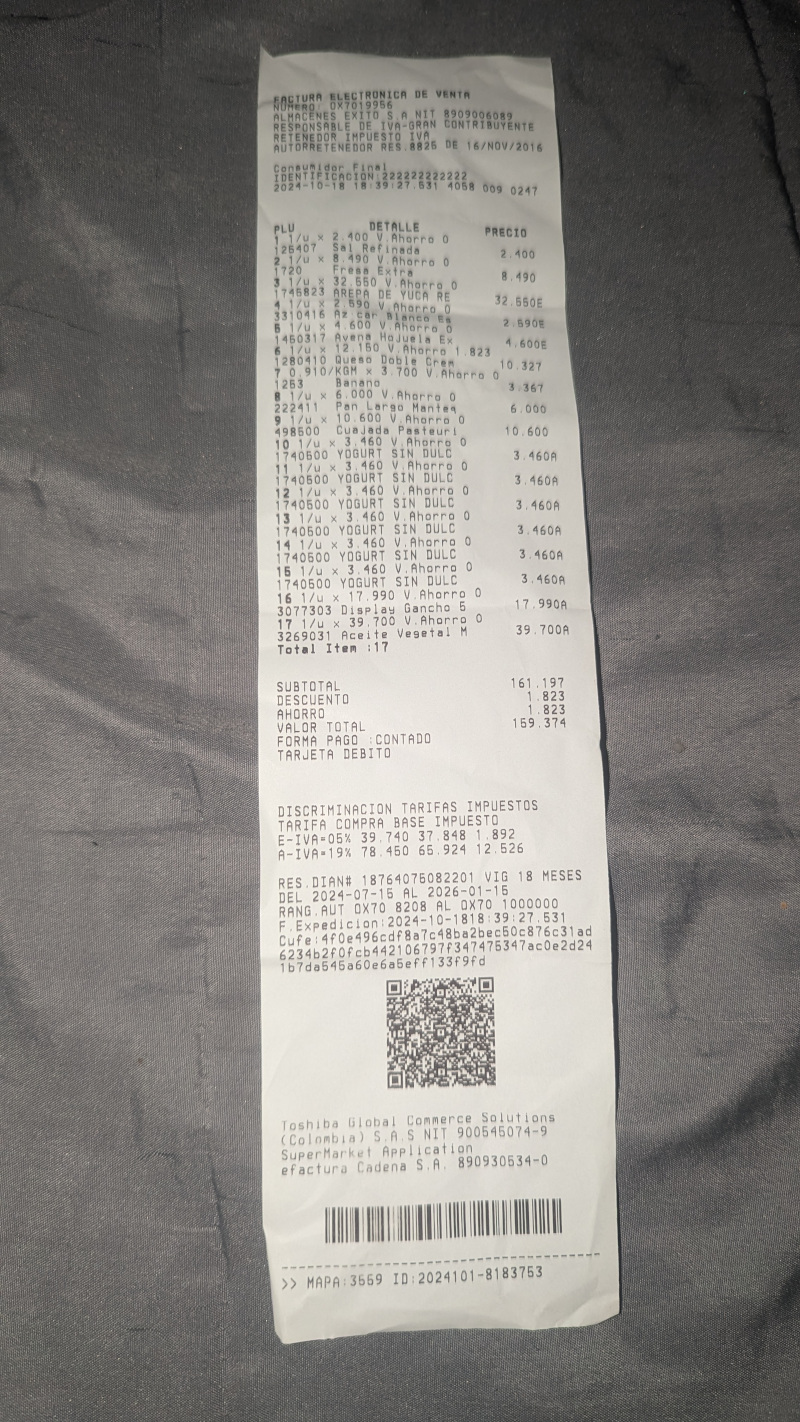 FACTURA ELECTRONICA DE VENTA
NUMERO: OX7019956
ALMACENES EXITO S A NIT 8909006089
RESPONSABLE DE IVA-GRAN CONTRIBUYENTE
RETENEDOR IMPUESTO IVA
AUTORRETENEDOR RES.8825 DE 16/NOV/2016
Consumidor Final
IDENTIFICACION:222222222222
2024-10-18 18:39:27.531 4058 009 0247
PLU DETALLE PRECIO
1 1/u x 2.400 V.Ahorro 0
125407 Sal Refinada 2.400
2 1/u x 8.490 V.Ahorro 0
1720 Fresa Extra 8.490
3 1/u x 32.550 V.Ahorro 0
1745823 AREPA DE YUCA RE 32.550E
4 1/u x 2.590 V.Ahorro 0
3310416 Az car Blanco Es 2.590E
5 1/u x 4.600 V.Ahorro 0
1450317 Avena Hojuela Ex 4.600E
6 1/u x 12.150 V.Ahorro 1.823
1280410 Queso Doble Crem 10.327
7 0.910/KGM x 3.700 V.Ahorro 0
1253 Banano 3.367
8 1/u x 6.000 V.Ahorro 0
222411 Pan Largo Manteq 6.000
9 1/u x 10.600 V.Ahorro 0
498500 Cuajada Pasteuri 10.600
10 1/u x 3.460 V.Ahorro 0
1740500 YOGURT SIN DULC 3.460A
11 1/u x 3.460 V.Ahorro 0
1740500 YOGURT SIN DULC 3.460A
12 1/u x 3.460 V.Ahorro 0
1740500 YOGURT SIN DULC 3.460A
13 1/u x 3.460 V.Ahorro 0
1740500 YOGURT SIN DULC 3.460A
14 1/u x 3.460 V.Ahorro 0
1740500 YOGURT SIN DULC 3.460A
15 1/u x 3.460 V.Ahorro 0
1740500 YOGURT SIN DULC 3.460A
16 1/u x 17.990 V.Ahorro 0
3077303 Display Gancho 5 17.990A
17 1/u x 39.700 V.Ahorro 0
3269031 Aceite Vegetal M 39.700A
Total Item :17
SUBTOTAL 161.197
DESCUENTO 1.823
AHORRO 1.823
VALOR TOTAL 159.374
FORMA PAGO :CONTADO
TARJETA DEBITO
DISCRIMINACION TARIFAS IMPUESTOS
TARIFA COMPRA BASE IMPUESTO
E-IVA=05% 39.740 37.848 1.892
A-IVA=19% 78.450 65.924 12.526
RES.DIAN# 18764075082201 VIG 18 MESES
DEL 2024-07-15 AL 2026-01-15
RANG.AUT OX70 8208 AL OX70 1000000
F.Expedicion:2024-10-1818:39:27.531
Cufe:4f0e496cdf8a7c48ba2bec50c876c31ad
6234b2f0fcb442106797f347475347ac0e2d24
1b7da545a60e6a5eff133f9fd
Toshiba Global Commerce Solutions
(Colombia) S.A.S NIT 900545074-9
SuperMarket Application
efactura Cadena S.A. 890930534-0
>> MAPA:3559 ID:2024101-8183753